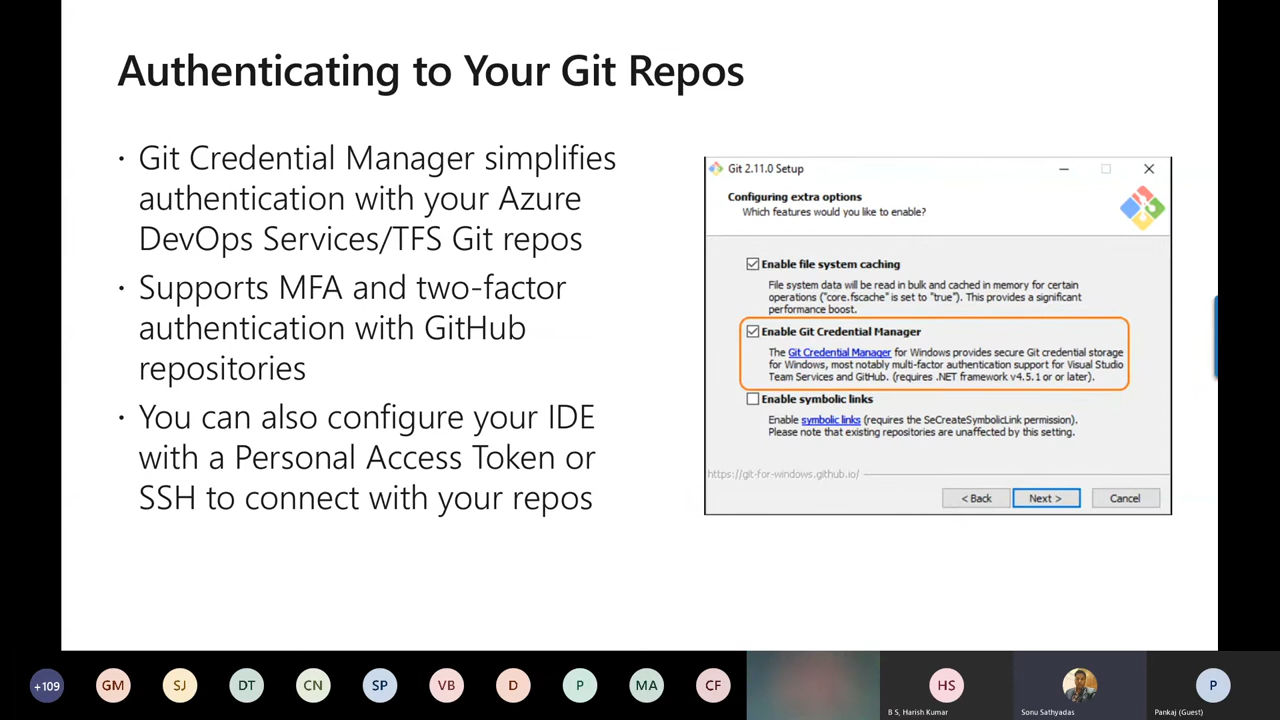 Authenticating to Your Git Repos
· Git Credential Manager simplifies
authentication with your Azure
DevOps Services/TFS Git repos
· Supports MFA and two-factor
authentication with GitHub
repositories
· You can also configure your IDE
with a Personal Access Token or
SSH to connect with your repos
Git 2.11.0 Setup
Configuring extra options
Which features would you like to enable?
Enable file system caching
File system data will be read in bulk and cached in memory for certain
operations ("core.fscache" is set to "true"). This provides a significant
performance boost.
Enable Git Credential Manager
The Git Credential Manager for Windows provides secure Git credential storage
for Windows, most notably multi-factor authentication support for Visual Studio
Team Services and GitHub. (requires .NET framework v4.5.1 or or later).
Enable symbolic links
Enable symbolic links (requires the SeCreateSymbolicLink permission).
Please note that existing repositories are unaffected by this setting.
https://git-for-windows.github.io/
< Back Next > Cancel
+109 GM SJ DT CN SP VB D P MA CF HS P
B S, Harish Kumar Sonu Sathyadas Pankaj (Guest)